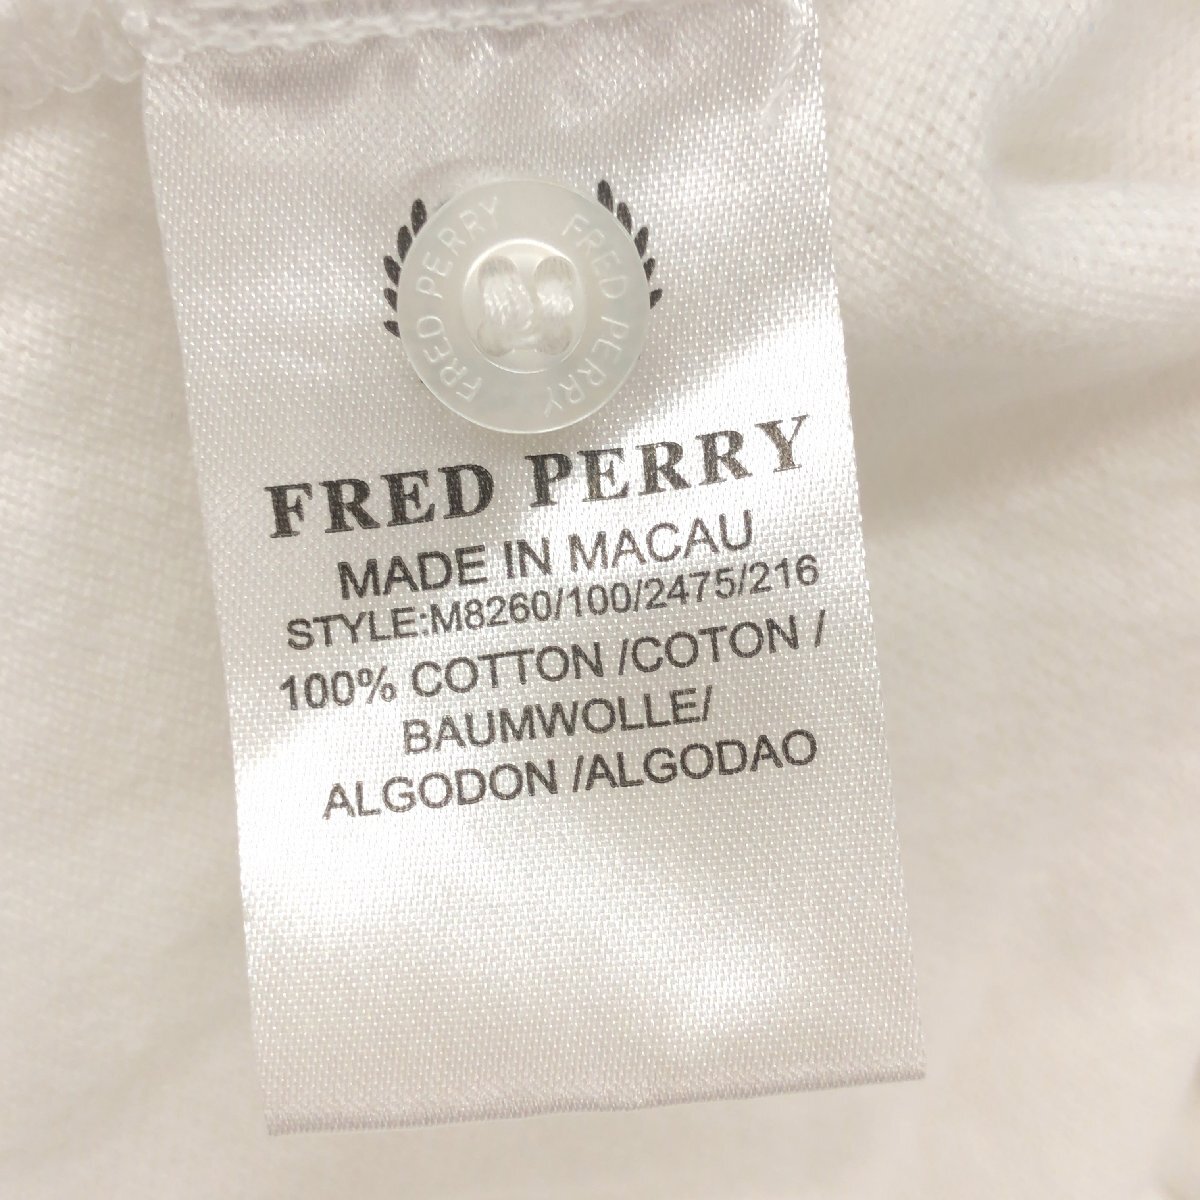 FRED PERRY FRED PERRY
FRED PERRY
MADE IN MACAU
STYLE:M8260/100/2475/216
100% COTTON /COTON /
BAUMWOLLE/
ALGODON /ALGODAO